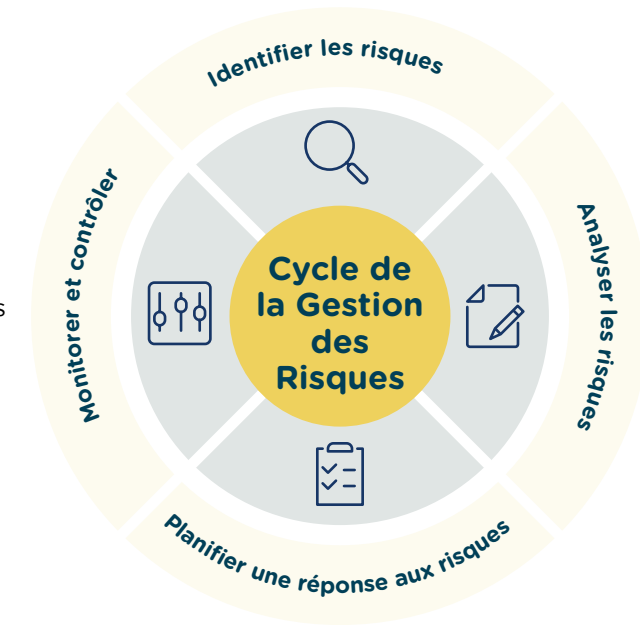 Identifier les risques
Analyser les risques
Planifier une réponse aux risques
Monitorer et contrôler
Cycle de
la Gestion
des
Risques
s